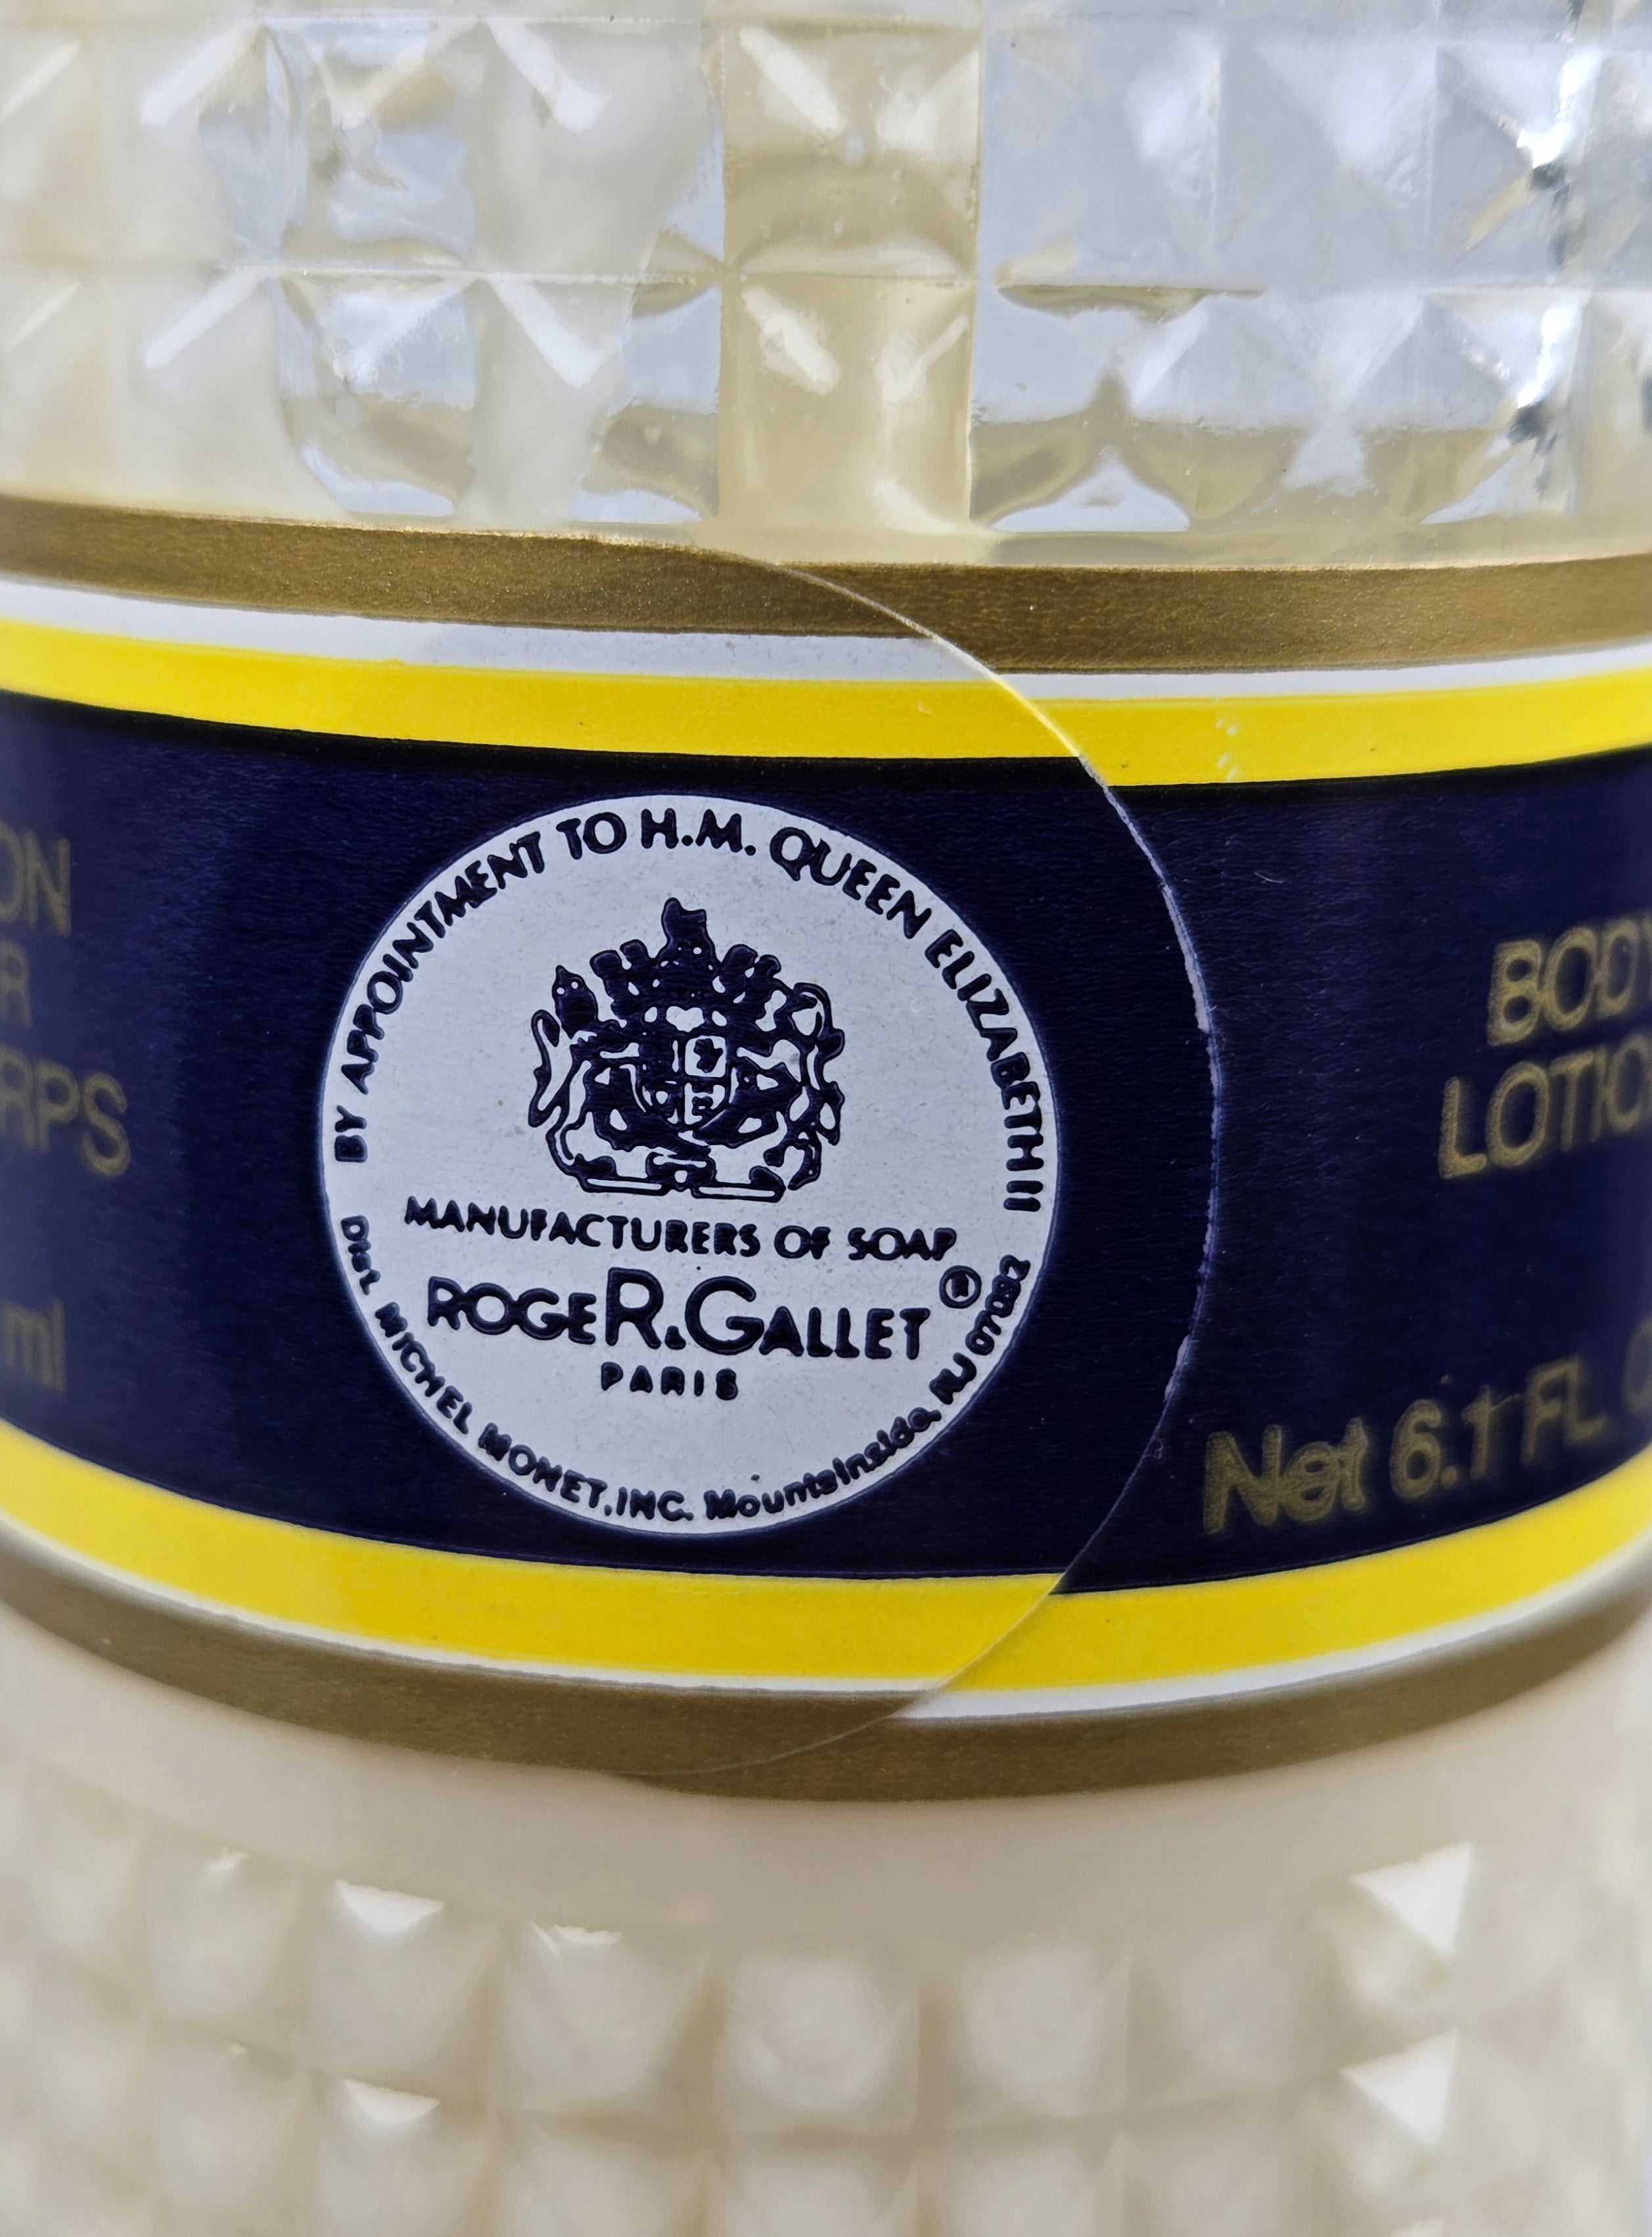 ON
R
RPS
ml
BY APPOINTMENT TO H.M. QUEEN ELIZABETH II
MANUFACTURERS OF SOAP
ROGER.GALLET®
PARIS
Dist. MICHEL MONET, INC. Mountainside, NJ 07092
BODY
LOTIO
Net 6.1 FL